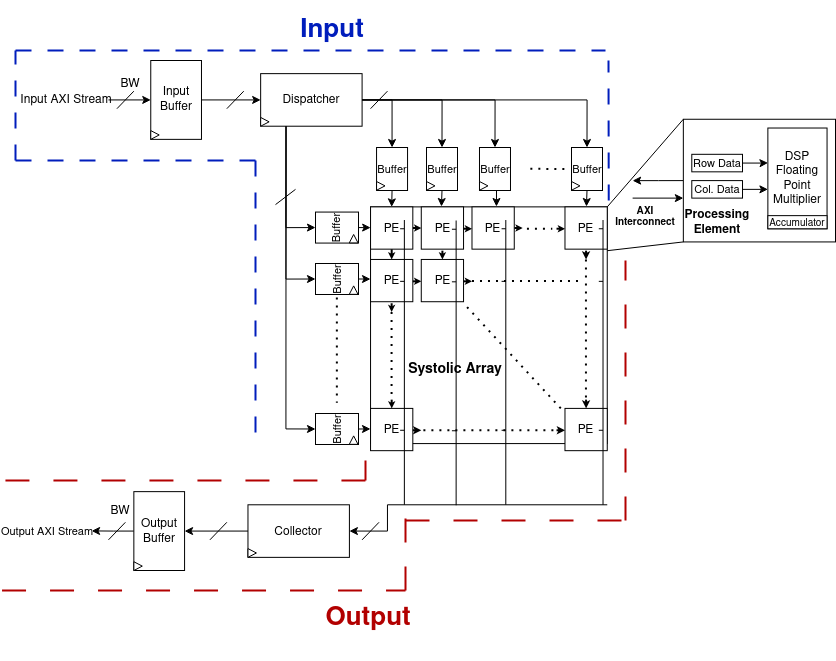 Input
BW
Input AXI Stream
Input
Buffer
Dispatcher
Buffer
Buffer
Buffer
Buffer
Row Data
Col. Data
DSP
Floating
Point
Multiplier
Accumulator
Processing
Element
AXI
Interconnect
Buffer
PE
PE
PE
PE
Buffer
PE
PE
Systolic Array
Buffer
PE
PE
BW
Output AXI Stream
Output
Buffer
Collector
Output